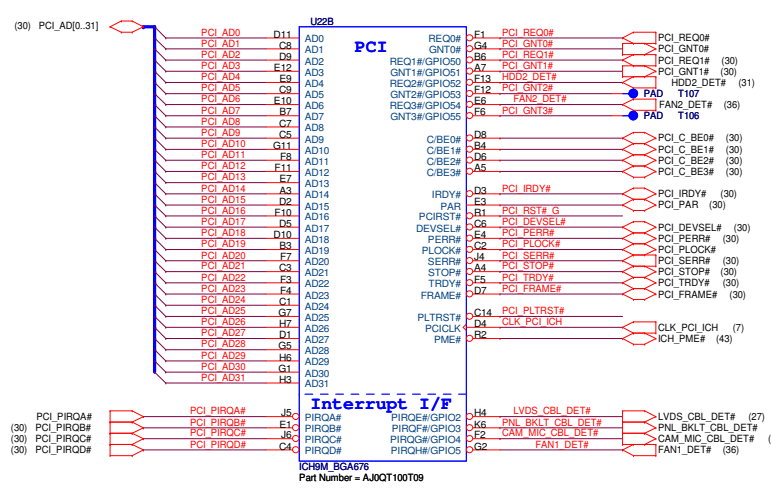 U22B
(30) PCI_AD[0..31]
PCI
PCI_AD0 D11 AD0 REQ0# F1 PCI_REQ0# PCI_REQ0#
PCI_AD1 C8 AD1 GNT0# G4 PCI_GNT0# PCI_GNT0#
PCI_AD2 D9 AD2 REQ1#/GPIO50 B6 PCI_REQ1# PCI_REQ1# (30)
PCI_AD3 E12 AD3 GNT1#/GPIO51 A7 PCI_GNT1# PCI_GNT1# (30)
PCI_AD4 E9 AD4 REQ2#/GPIO52 F13 HDD2_DET# HDD2_DET# (31)
PCI_AD5 C9 AD5 GNT2#/GPIO53 F12 PCI_GNT2# PAD T107
PCI_AD6 E10 AD6 REQ3#/GPIO54 E6 FAN2_DET# FAN2_DET# (36)
PCI_AD7 B7 AD7 GNT3#/GPIO55 F6 PCI_GNT3# PAD T106
PCI_AD8 C7 AD8
PCI_AD9 C5 AD9 C/BE0# D8 PCI_C_BE0# (30)
PCI_AD10 G11 AD10 C/BE1# B4 PCI_C_BE1# (30)
PCI_AD11 F8 AD11 C/BE2# D6 PCI_C_BE2# (30)
PCI_AD12 F11 AD12 C/BE3# A5 PCI_C_BE3# (30)
PCI_AD13 E7 AD13
PCI_AD14 A3 AD14 IRDY# D3 PCI_IRDY# PCI_IRDY# (30)
PCI_AD15 D2 AD15 PAR E3 PCI_PAR (30)
PCI_AD16 F10 AD16 PCIRST# R1 PCI_RST#_G
PCI_AD17 D5 AD17 DEVSEL# C6 PCI_DEVSEL# PCI_DEVSEL# (30)
PCI_AD18 D10 AD18 PERR# E4 PCI_PERR# PCI_PERR# (30)
PCI_AD19 B3 AD19 PLOCK# C2 PCI_PLOCK# PCI_PLOCK#
PCI_AD20 F7 AD20 SERR# J4 PCI_SERR# PCI_SERR# (30)
PCI_AD21 C3 AD21 STOP# A4 PCI_STOP# PCI_STOP# (30)
PCI_AD22 F3 AD22 TRDY# F5 PCI_TRDY# PCI_TRDY# (30)
PCI_AD23 F4 AD23 FRAME# D7 PCI_FRAME# PCI_FRAME# (30)
PCI_AD24 C1 AD24
PCI_AD25 G7 AD25 PLTRST# C14 PCI_PLTRST#
PCI_AD26 H7 AD26 PCICLK D4 CLK_PCI_ICH CLK_PCI_ICH (7)
PCI_AD27 D1 AD27 PME# R2 ICH_PME# (43)
PCI_AD28 G5 AD28
PCI_AD29 H6 AD29
PCI_AD30 G1 AD30
PCI_AD31 H3 AD31
Interrupt I/F
PCI_PIRQA# PCI_PIRQA# J5 PIRQA# PIRQE#/GPIO2 H4 LVDS_CBL_DET# LVDS_CBL_DET# (27)
(30) PCI_PIRQB# PCI_PIRQB# E1 PIRQB# PIRQF#/GPIO3 K6 PNL_BKLT_CBL_DET# PNL_BKLT_CBL_DET#
(30) PCI_PIRQC# PCI_PIRQC# J6 PIRQC# PIRQG#/GPIO4 F2 CAM_MIC_CBL_DET# CAM_MIC_CBL_DET# (
(30) PCI_PIRQD# PCI_PIRQD# C4 PIRQD# PIRQH#/GPIO5 G2 FAN1_DET# FAN1_DET# (36)
ICH9M_BGA676
Part Number = AJ0QT100T09